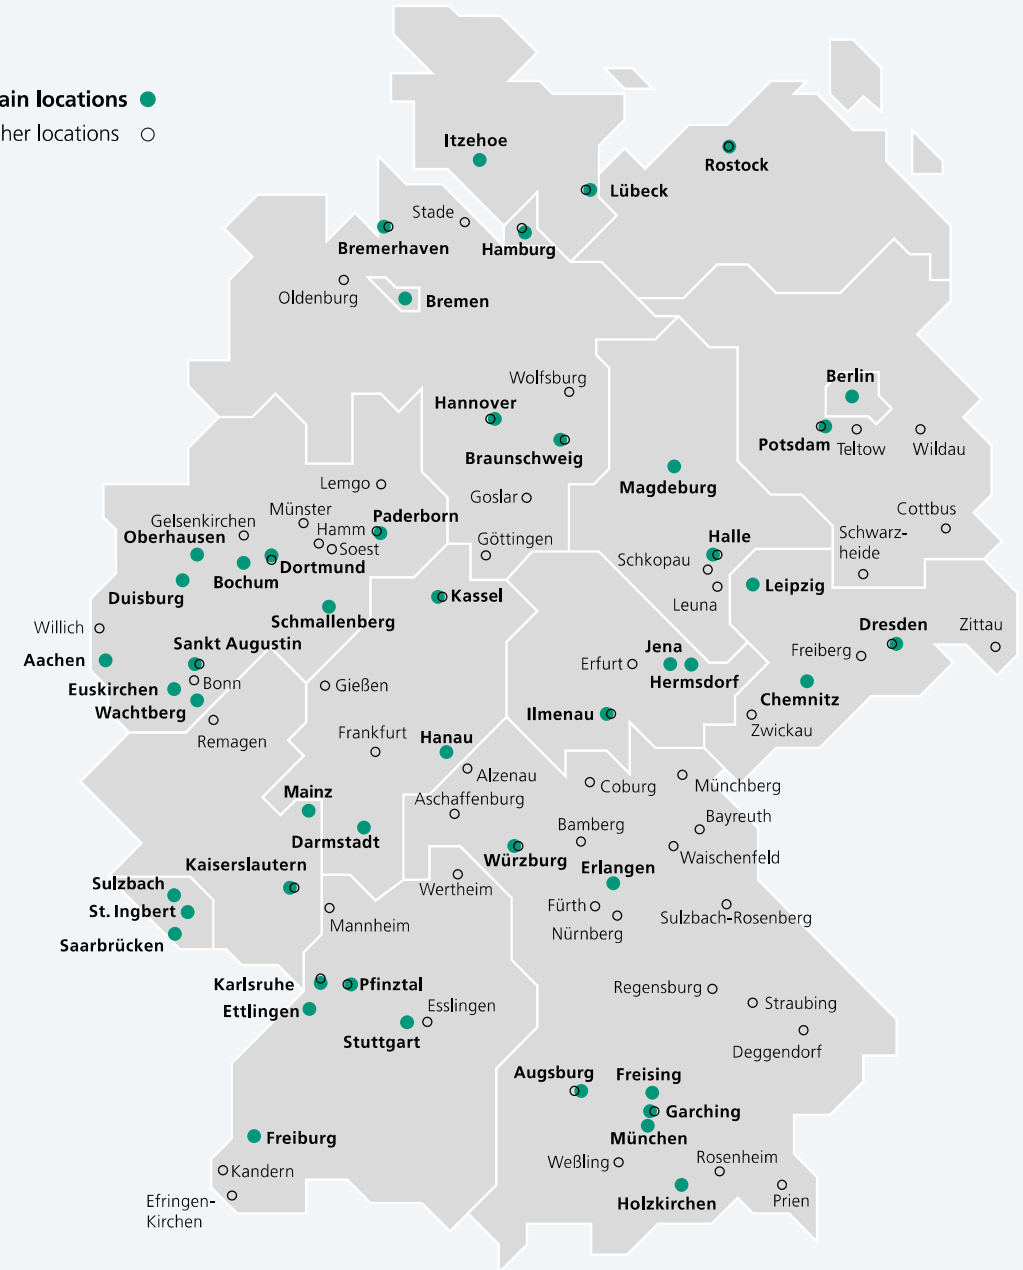 ain locations
her locations
Itzehoe
Rostock
Lübeck
Stade
Bremerhaven
Hamburg
Oldenburg
Bremen
Wolfsburg
Berlin
Hannover
Potsdam
Teltow
Wildau
Braunschweig
Magdeburg
Lemgo
Goslar
Cottbus
Münster
Paderborn
Gelsenkirchen
Hamm
Schwarz-
heide
Oberhausen
Soest
Göttingen
Halle
Dortmund
Schkopau
Bochum
Leipzig
Duisburg
Kassel
Leuna
Schmallenberg
Willich
Dresden
Zittau
Sankt Augustin
Jena
Freiberg
Aachen
Erfurt
Hermsdorf
Bonn
Euskirchen
Gießen
Chemnitz
Wachtberg
Ilmenau
Zwickau
Remagen
Frankfurt
Hanau
Alzenau
Coburg
Münchberg
Mainz
Aschaffenburg
Bayreuth
Bamberg
Darmstadt
Würzburg
Waischenfeld
Kaiserslautern
Erlangen
Sulzbach
Wertheim
St. Ingbert
Fürth
Sulzbach-Rosenberg
Mannheim
Nürnberg
Saarbrücken
Karlsruhe
Pfinztal
Regensburg
Straubing
Ettlingen
Esslingen
Stuttgart
Deggendorf
Augsburg
Freising
Garching
Freiburg
München
Rosenheim
Weßling
Kandern
Efringen-
Kirchen
Holzkirchen
Prien